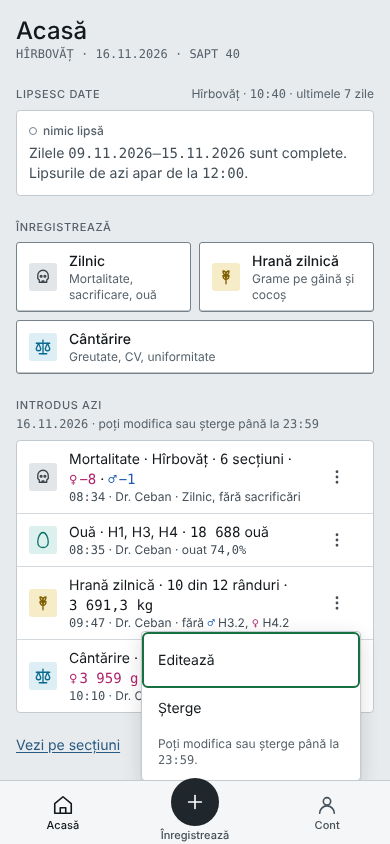 Acasă
HÎRBOVĂȚ · 16.11.2026 · SAPT 40
LIPSESC DATE
Hîrbovăț · 10:40 · ultimele 7 zile
nimic lipsă
Zilele 09.11.2026–15.11.2026 sunt complete.
Lipsurile de azi apar de la 12:00.
ÎNREGISTREAZĂ
Zilnic
Mortalitate,
sacrificare, ouă
Hrană zilnică
Grame pe găină și
cocoș
Cântărire
Greutate, CV, uniformitate
INTRODUS AZI
16.11.2026 · poți modifica sau șterge până la 23:59
Mortalitate · Hîrbovăț · 6 secțiuni ·
♀−8 · ♂−1
08:34 · Dr. Ceban · Zilnic, fără sacrificări
Ouă · H1, H3, H4 · 18 688 ouă
08:35 · Dr. Ceban · ouat 74,0%
Hrană zilnică · 10 din 12 rânduri ·
3 691,3 kg
09:47 · Dr. Ceban · fără ♂ H3.2, ♀ H4.2
Cântărire ·
♀3 959 g
10:10 · Dr. C
Editează
Șterge
Poți modifica sau șterge până la
23:59.
Vezi pe secțiuni
Acasă
Înregistrează
Cont